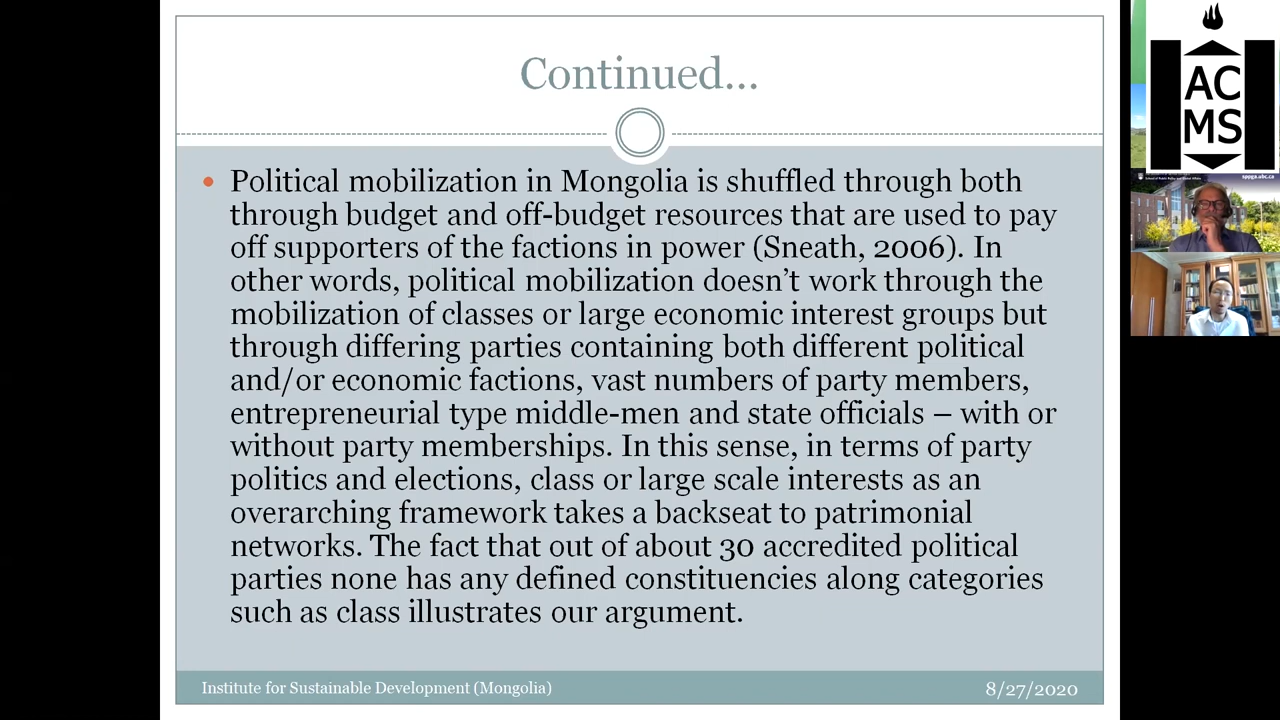 Continued...
• Political mobilization in Mongolia is shuffled through both
through budget and off-budget resources that are used to pay
off supporters of the factions in power (Sneath, 2006). In
other words, political mobilization doesn't work through the
mobilization of classes or large economic interest groups but
through differing parties containing both different political
and/or economic factions, vast numbers of party members,
entrepreneurial type middle-men and state officials – with or
without party memberships. In this sense, in terms of party
politics and elections, class or large scale interests as an
overarching framework takes a backseat to patrimonial
networks. The fact that out of about 30 accredited political
parties none has any defined constituencies along categories
such as class illustrates our argument.
Institute for Sustainable Development (Mongolia)
8/27/2020
AC
MS
sppga.ubc.ca